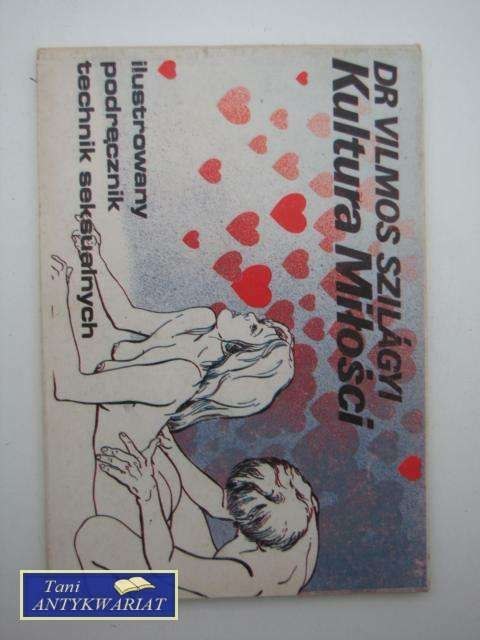 DR VILMOS SZILÁGYI
Kultura Miłości
ilustrowany
podręcznik
technik seksualnych
Tani
ANTYKWARIAT